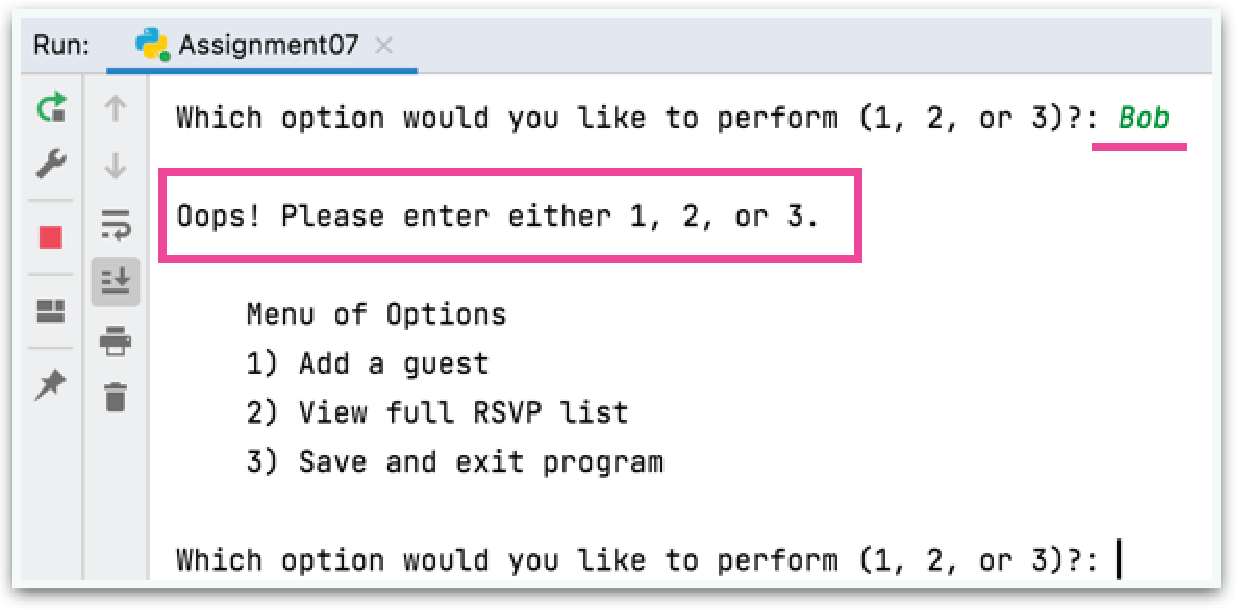 Run: Assignment07
Which option would you like to perform (1, 2, or 3)?: Bob
Oops! Please enter either 1, 2, or 3.
Menu of Options
1) Add a guest
2) View full RSVP list
3) Save and exit program
Which option would you like to perform (1, 2, or 3)?: